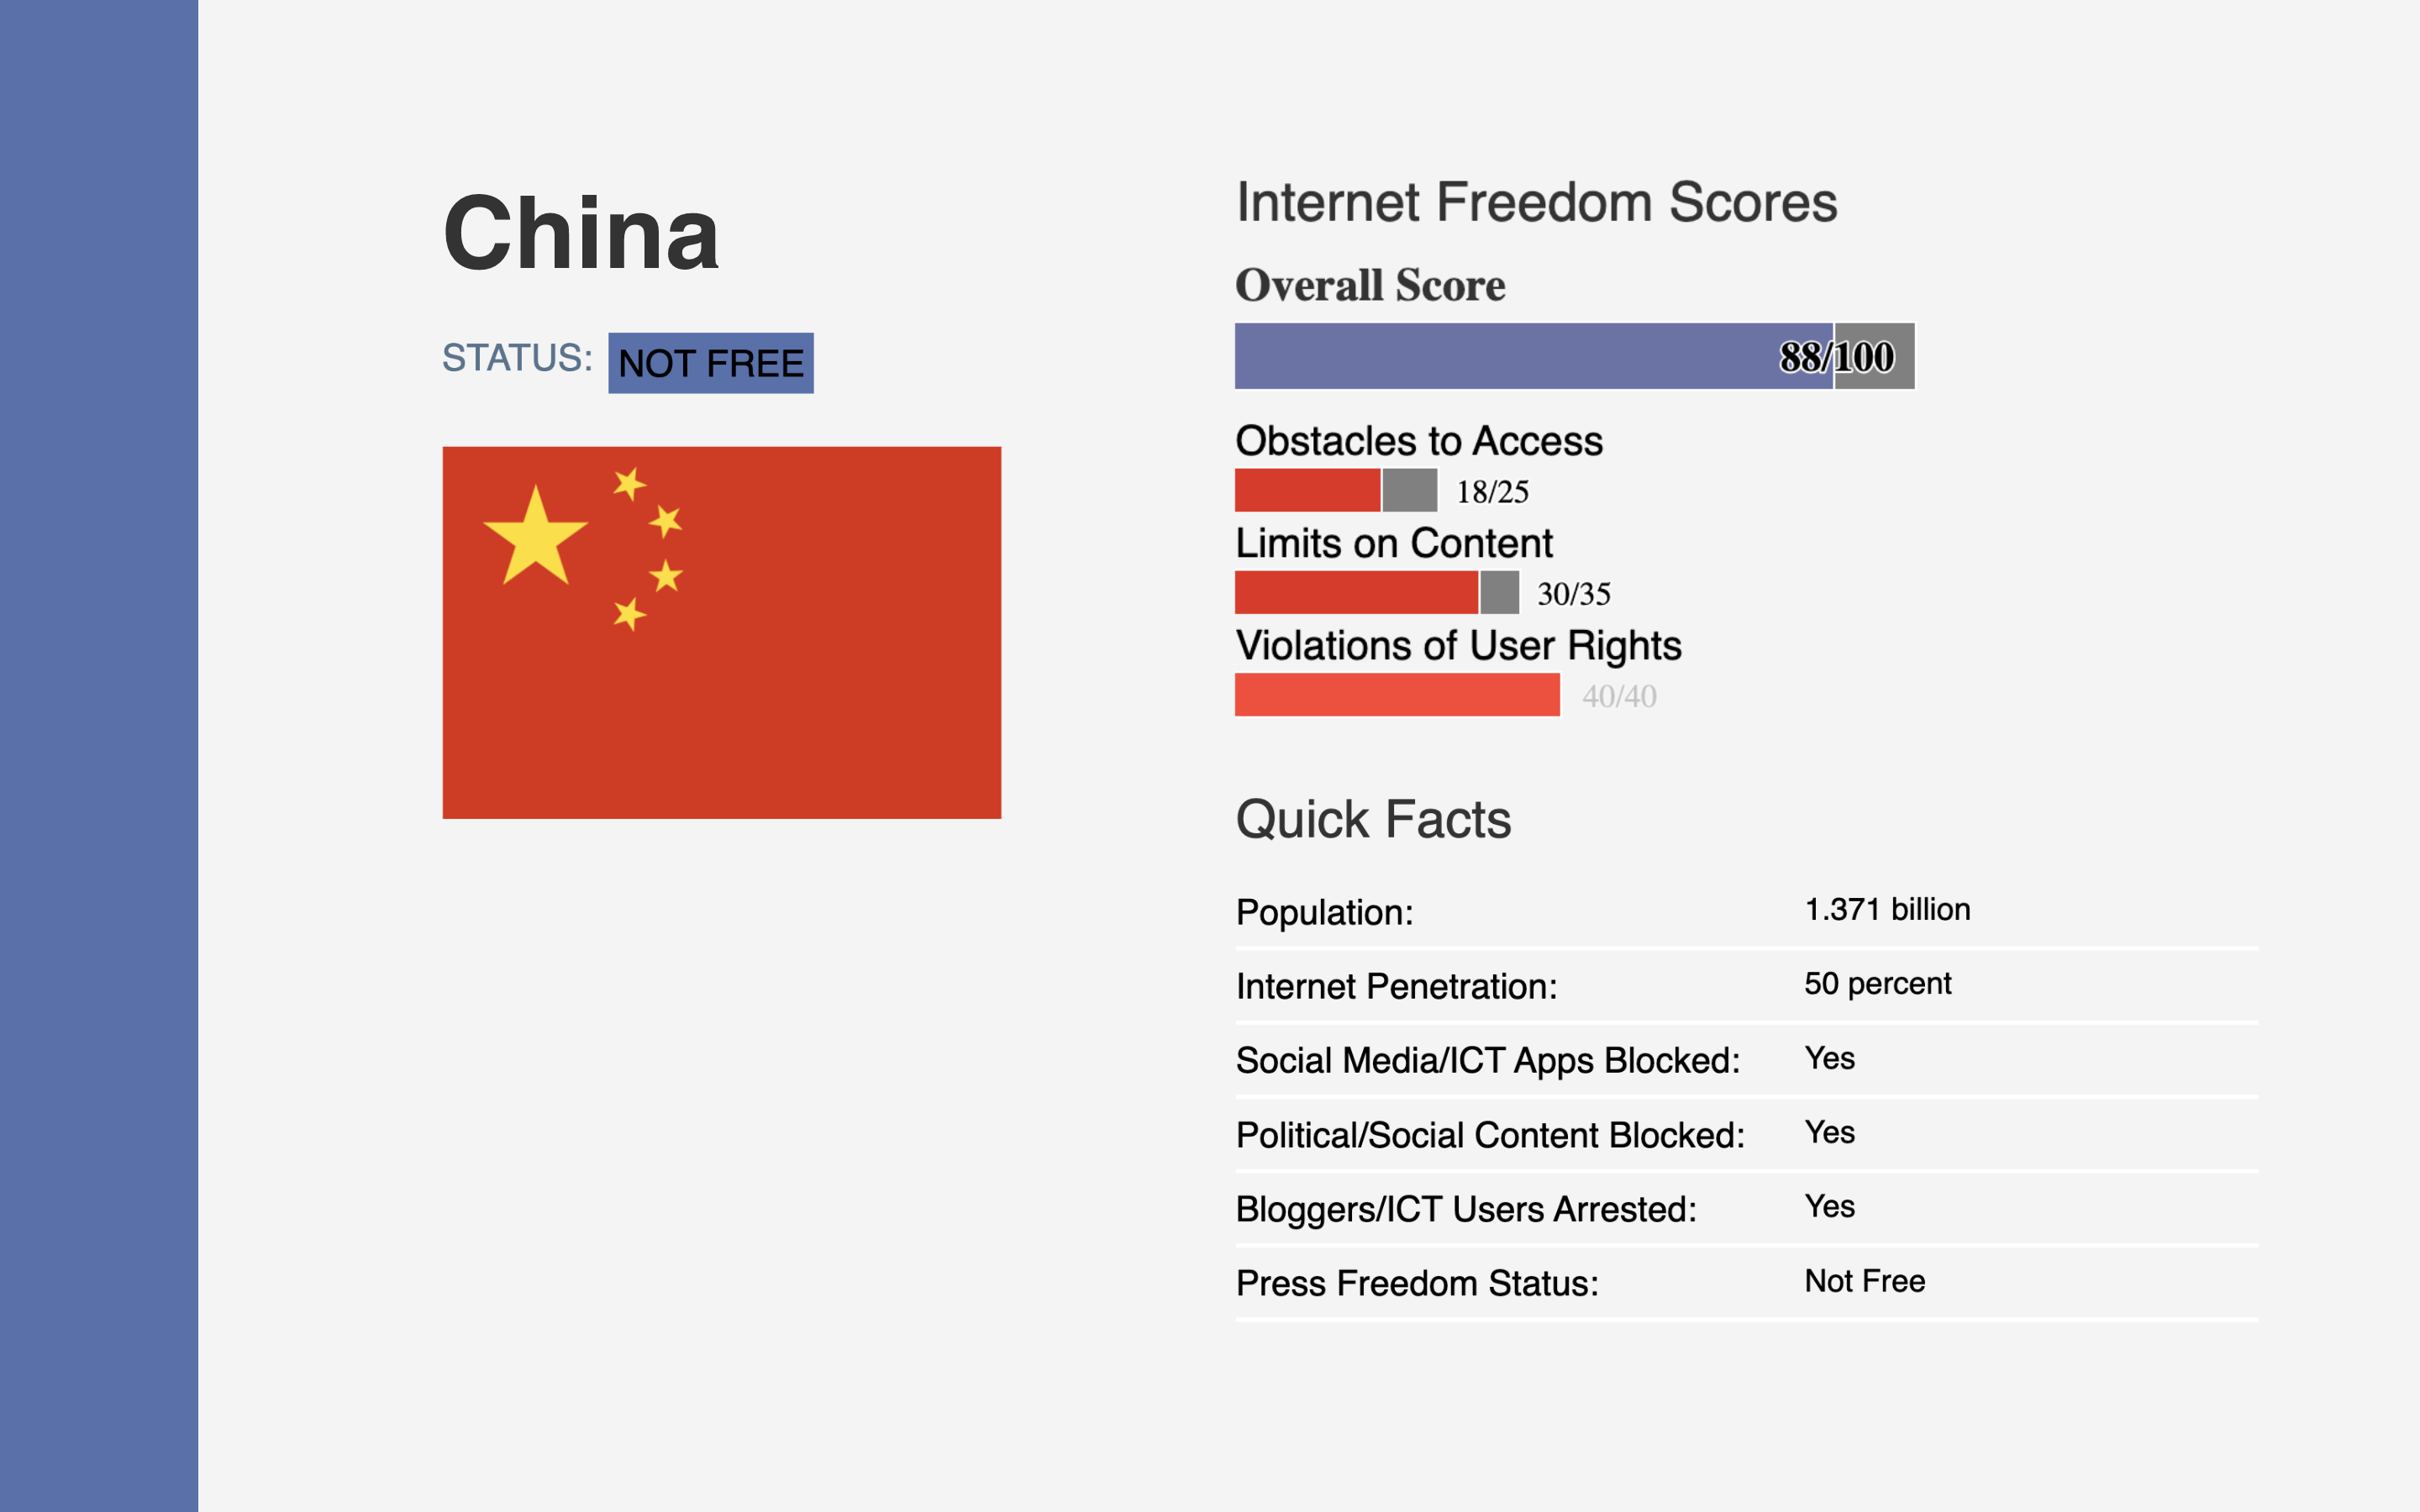 China
STATUS: NOT FREE
Internet Freedom Scores
Overall Score
88/100
Obstacles to Access
18/25
Limits on Content
30/35
Violations of User Rights
40/40
Quick Facts
Population: 1.371 billion
Internet Penetration: 50 percent
Social Media/ICT Apps Blocked: Yes
Political/Social Content Blocked: Yes
Bloggers/ICT Users Arrested: Yes
Press Freedom Status: Not Free